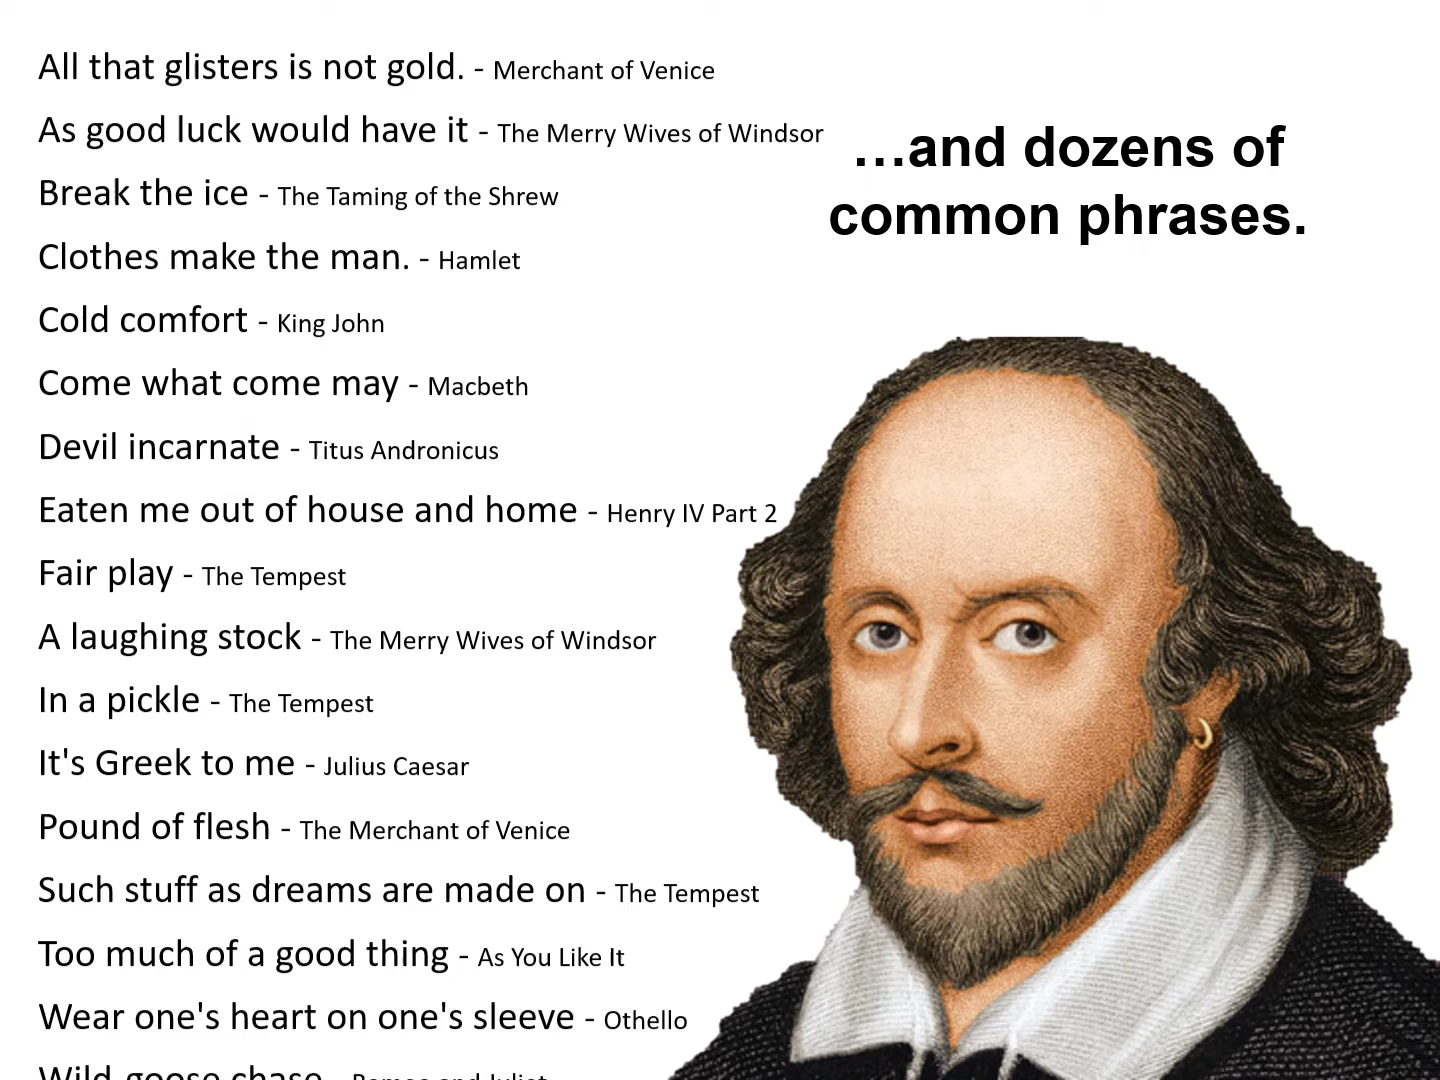 All that glisters is not gold. - Merchant of Venice
As good luck would have it - The Merry Wives of Windsor
…and dozens of
common phrases.
Break the ice - The Taming of the Shrew
Clothes make the man. - Hamlet
Cold comfort - King John
Come what come may - Macbeth
Devil incarnate - Titus Andronicus
Eaten me out of house and home - Henry IV Part 2
Fair play - The Tempest
A laughing stock - The Merry Wives of Windsor
In a pickle - The Tempest
It's Greek to me - Julius Caesar
Pound of flesh - The Merchant of Venice
Such stuff as dreams are made on - The Tempest
Too much of a good thing - As You Like It
Wear one's heart on one's sleeve - Othello
Wild-goose chase - Romeo and Juliet